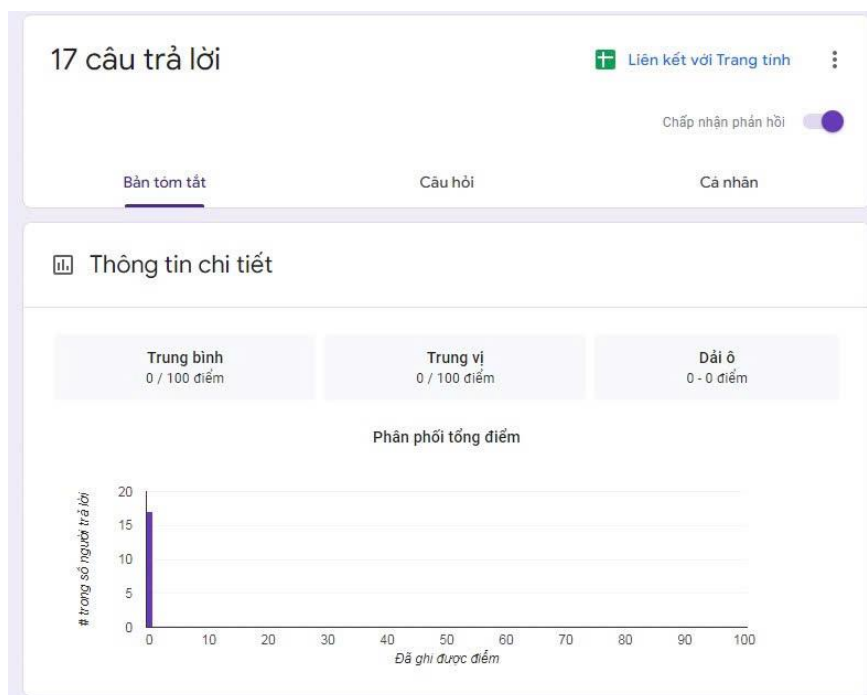 17 câu trả lời
Liên kết với Trang tính
Chấp nhận phản hồi
Bản tóm tắt
Câu hỏi
Cá nhân
Thông tin chi tiết
Trung bình
0 / 100 điểm
Trung vị
0 / 100 điểm
Dải ô
0 - 0 điểm
Phân phối tổng điểm
# trong số người trả lời
20
15
10
5
0
0 10 20 30 40 50 60 70 80 90 100
Đã ghi được điểm